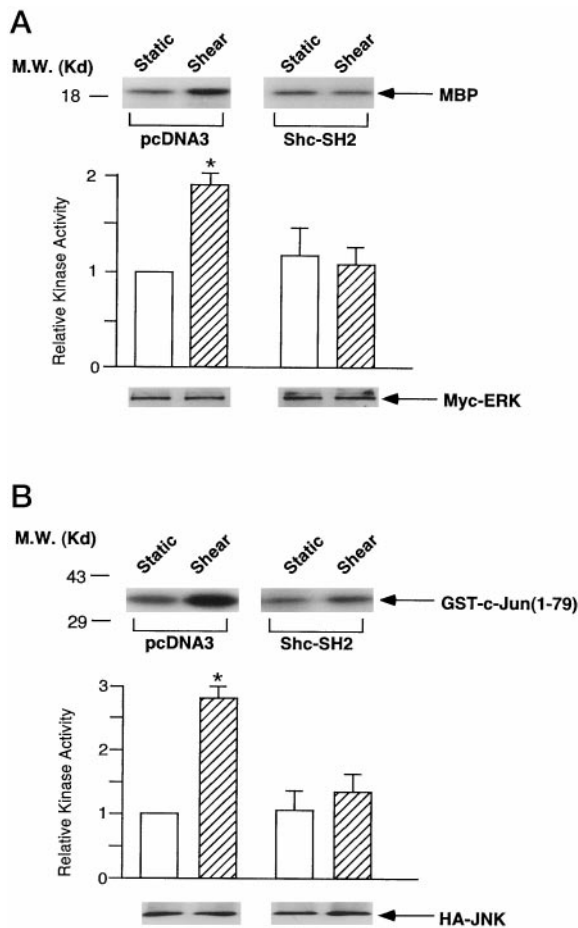 A
M.W. (Kd)
Static Shear Static Shear
18
MBP
pcDNA3 Shc-SH2
Relative Kinase Activity
2
1
0
*
Myc-ERK
B
M.W. (Kd)
Static Shear Static Shear
43
29
GST-c-Jun(1-79)
pcDNA3 Shc-SH2
Relative Kinase Activity
3
2
1
0
*
HA-JNK